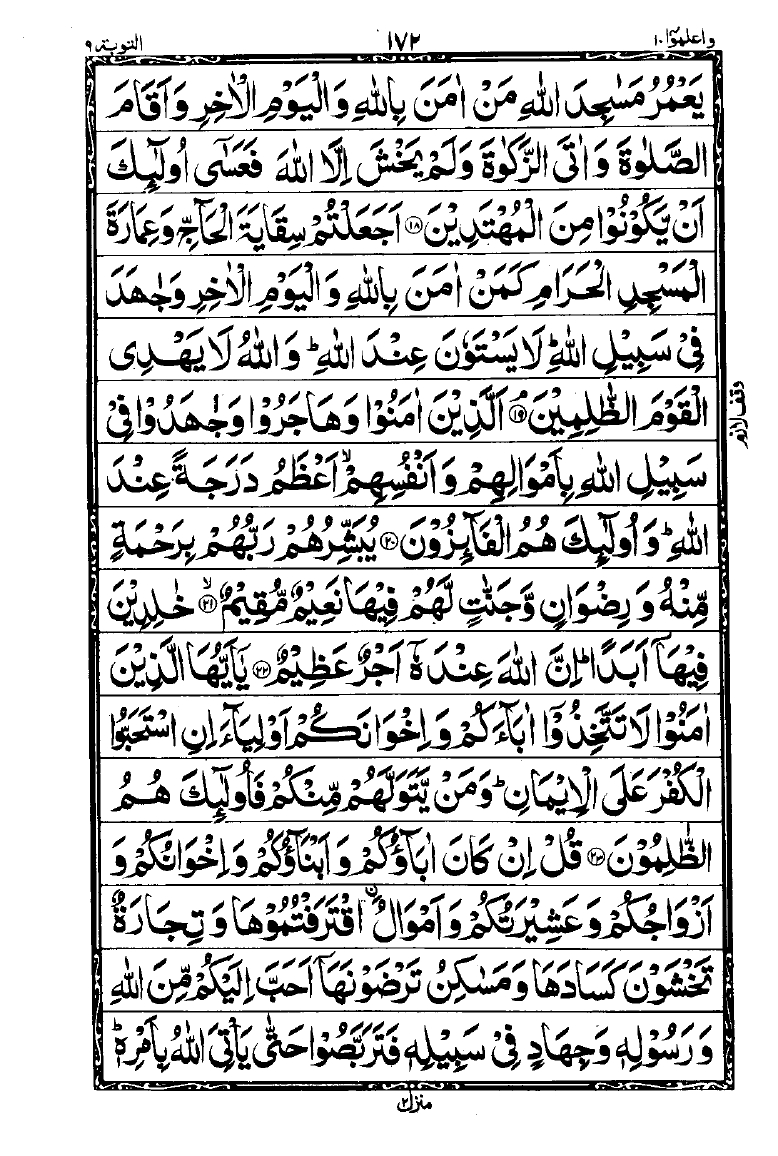 واعلموا ١٠ ١٧٢ التوبة ٩
يَعْمُرُ مَسٰجِدَ اللّٰهِ مَنْ اٰمَنَ بِاللّٰهِ وَالْيَوْمِ الْاٰخِرِ وَاَقَامَ
الصَّلٰوةَ وَاٰتَى الزَّكٰوةَ وَلَمْ يَخْشَ اِلَّا اللّٰهَ فَعَسٰٓى اُولٰٓئِكَ
اَنْ يَّكُوْنُوْا مِنَ الْمُهْتَدِيْنَ ﴿١٨﴾ اَجَعَلْتُمْ سِقَايَةَ الْحَآجِّ وَعِمَارَةَ
الْمَسْجِدِ الْحَرَامِ كَمَنْ اٰمَنَ بِاللّٰهِ وَالْيَوْمِ الْاٰخِرِ وَجٰهَدَ
فِيْ سَبِيْلِ اللّٰهِ ؕ لَا يَسْتَوٗنَ عِنْدَ اللّٰهِ ؕ وَاللّٰهُ لَا يَهْدِى
الْقَوْمَ الظّٰلِمِيْنَ ﴿١٩﴾ۘ اَلَّذِيْنَ اٰمَنُوْا وَهَاجَرُوْا وَجٰهَدُوْا فِيْ
وقف لازم
سَبِيْلِ اللّٰهِ بِاَمْوَالِهِمْ وَاَنْفُسِهِمْ ۙ اَعْظَمُ دَرَجَةً عِنْدَ
اللّٰهِ ؕ وَاُولٰٓئِكَ هُمُ الْفَآئِزُوْنَ ﴿٢٠﴾ يُبَشِّرُهُمْ رَبُّهُمْ بِرَحْمَةٍ
مِّنْهُ وَرِضْوَانٍ وَّجَنّٰتٍ لَّهُمْ فِيْهَا نَعِيْمٌ مُّقِيْمٌ ﴿٢١﴾ۙ خٰلِدِيْنَ
فِيْهَاۤ اَبَدًا ؕ اِنَّ اللّٰهَ عِنْدَهٗۤ اَجْرٌ عَظِيْمٌ ﴿٢٢﴾ يٰۤاَيُّهَا الَّذِيْنَ
اٰمَنُوْا لَا تَتَّخِذُوْۤا اٰبَآءَكُمْ وَاِخْوَانَكُمْ اَوْلِيَآءَ اِنِ اسْتَحَبُّوا
الْكُفْرَ عَلَى الْاِيْمَانِ ؕ وَمَنْ يَّتَوَلَّهُمْ مِّنْكُمْ فَاُولٰٓئِكَ هُمُ
الظّٰلِمُوْنَ ﴿٢٣﴾ قُلْ اِنْ كَانَ اٰبَآؤُكُمْ وَاَبْنَآؤُكُمْ وَاِخْوَانُكُمْ وَ
اَزْوَاجُكُمْ وَعَشِيْرَتُكُمْ وَاَمْوَالُ ࣙاقْتَرَفْتُمُوْهَا وَتِجَارَةٌ
تَخْشَوْنَ كَسَادَهَا وَمَسٰكِنُ تَرْضَوْنَهَاۤ اَحَبَّ اِلَيْكُمْ مِّنَ اللّٰهِ
وَرَسُوْلِهٖ وَجِهَادٍ فِيْ سَبِيْلِهٖ فَتَرَبَّصُوْا حَتّٰى يَاْتِيَ اللّٰهُ بِاَمْرِهٖ ؕ
منزل ٢